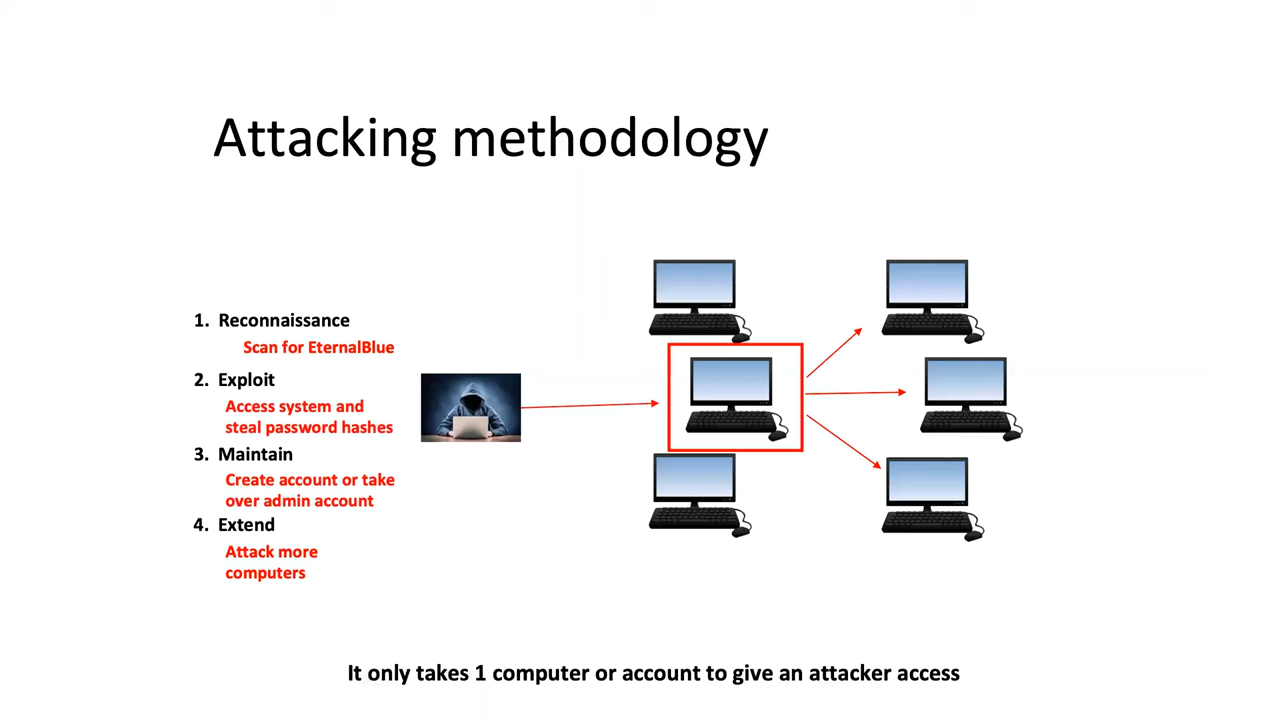 Attacking methodology
1. Reconnaissance
Scan for EternalBlue
2. Exploit
Access system and
steal password hashes
3. Maintain
Create account or take
over admin account
4. Extend
Attack more
computers
It only takes 1 computer or account to give an attacker access